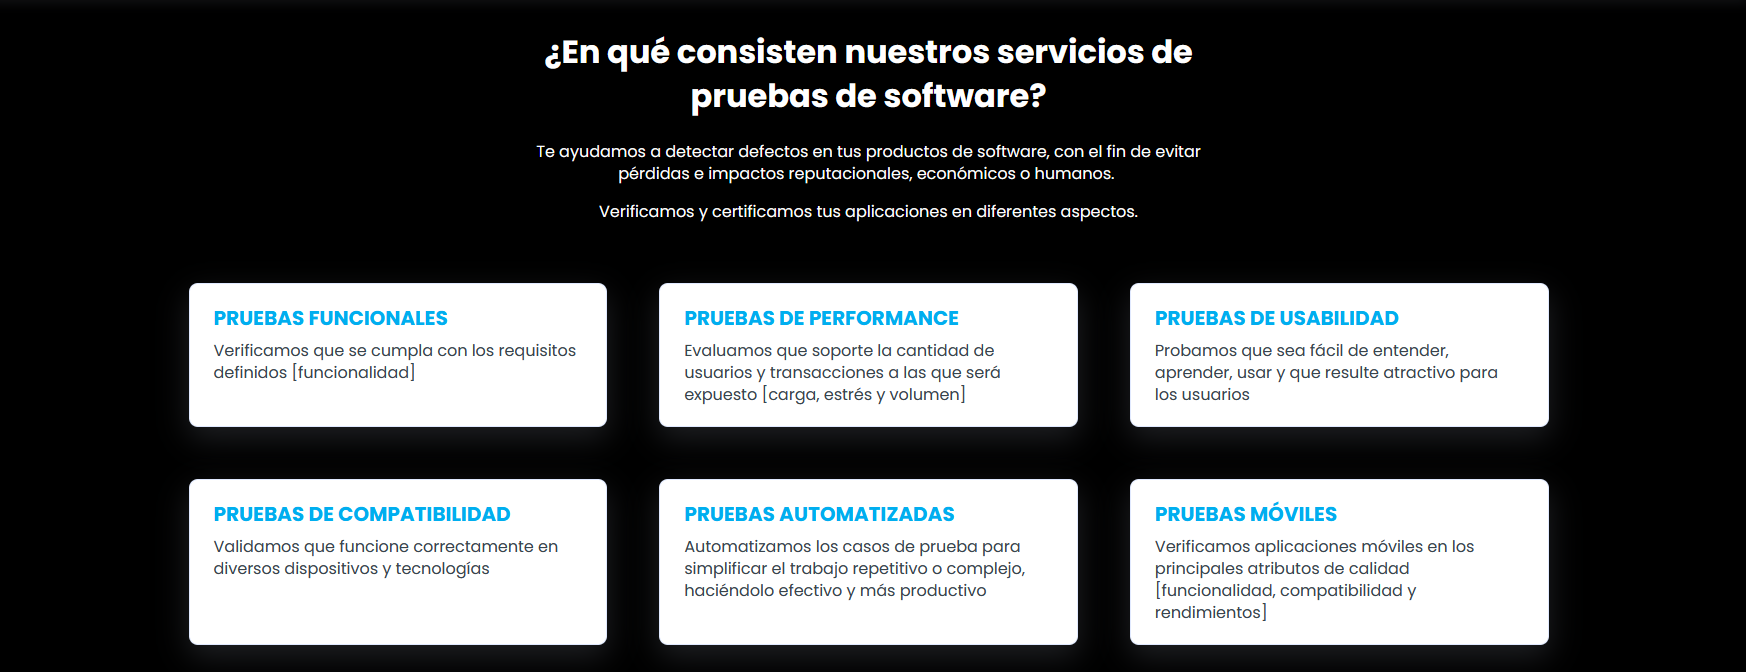 ¿En qué consisten nuestros servicios de
pruebas de software?
Te ayudamos a detectar defectos en tus productos de software, con el fin de evitar
pérdidas e impactos reputacionales, económicos o humanos.
Verificamos y certificamos tus aplicaciones en diferentes aspectos.
PRUEBAS FUNCIONALES
Verificamos que se cumpla con los requisitos
definidos [funcionalidad]
PRUEBAS DE PERFORMANCE
Evaluamos que soporte la cantidad de
usuarios y transacciones a las que será
expuesto [carga, estrés y volumen]
PRUEBAS DE USABILIDAD
Probamos que sea fácil de entender,
aprender, usar y que resulte atractivo para
los usuarios
PRUEBAS DE COMPATIBILIDAD
Validamos que funcione correctamente en
diversos dispositivos y tecnologías
PRUEBAS AUTOMATIZADAS
Automatizamos los casos de prueba para
simplificar el trabajo repetitivo o complejo,
haciéndolo efectivo y más productivo
PRUEBAS MÓVILES
Verificamos aplicaciones móviles en los
principales atributos de calidad
[funcionalidad, compatibilidad y
rendimientos]